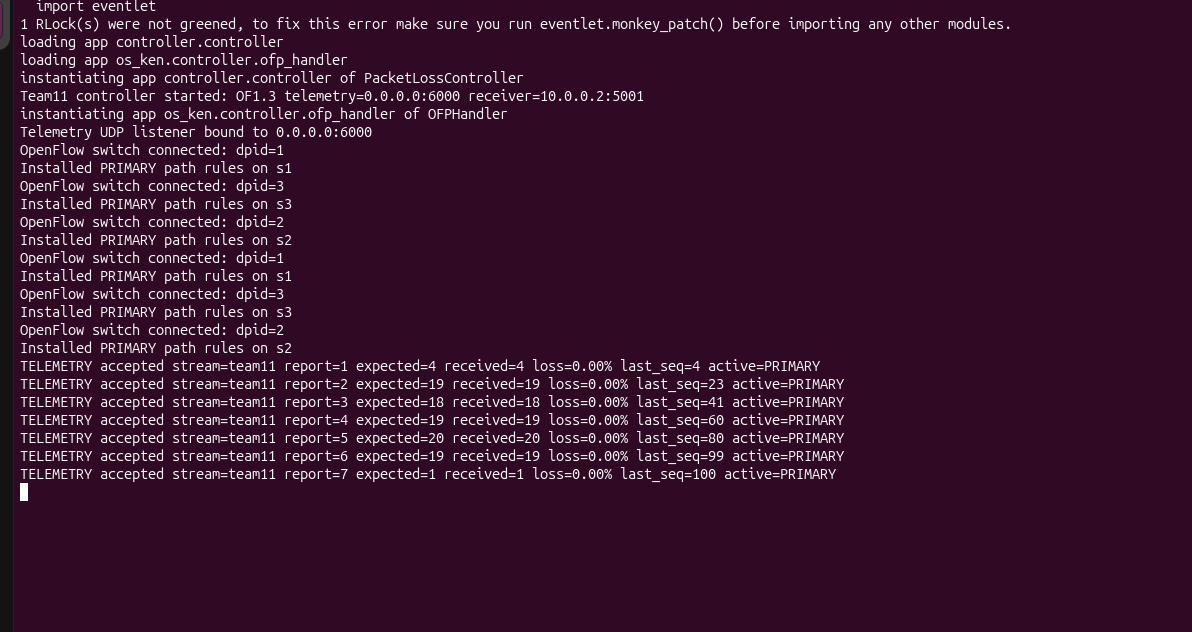 import eventlet
1 RLock(s) were not greened, to fix this error make sure you run eventlet.monkey_patch() before importing any other modules.
loading app controller.controller
loading app os_ken.controller.ofp_handler
instantiating app controller.controller of PacketLossController
Team11 controller started: OF1.3 telemetry=0.0.0.0:6000 receiver=10.0.0.2:5001
instantiating app os_ken.controller.ofp_handler of OFPHandler
Telemetry UDP listener bound to 0.0.0.0:6000
OpenFlow switch connected: dpid=1
Installed PRIMARY path rules on s1
OpenFlow switch connected: dpid=3
Installed PRIMARY path rules on s3
OpenFlow switch connected: dpid=2
Installed PRIMARY path rules on s2
OpenFlow switch connected: dpid=1
Installed PRIMARY path rules on s1
OpenFlow switch connected: dpid=3
Installed PRIMARY path rules on s3
OpenFlow switch connected: dpid=2
Installed PRIMARY path rules on s2
TELEMETRY accepted stream=team11 report=1 expected=4 received=4 loss=0.00% last_seq=4 active=PRIMARY
TELEMETRY accepted stream=team11 report=2 expected=19 received=19 loss=0.00% last_seq=23 active=PRIMARY
TELEMETRY accepted stream=team11 report=3 expected=18 received=18 loss=0.00% last_seq=41 active=PRIMARY
TELEMETRY accepted stream=team11 report=4 expected=19 received=19 loss=0.00% last_seq=60 active=PRIMARY
TELEMETRY accepted stream=team11 report=5 expected=20 received=20 loss=0.00% last_seq=80 active=PRIMARY
TELEMETRY accepted stream=team11 report=6 expected=19 received=19 loss=0.00% last_seq=99 active=PRIMARY
TELEMETRY accepted stream=team11 report=7 expected=1 received=1 loss=0.00% last_seq=100 active=PRIMARY